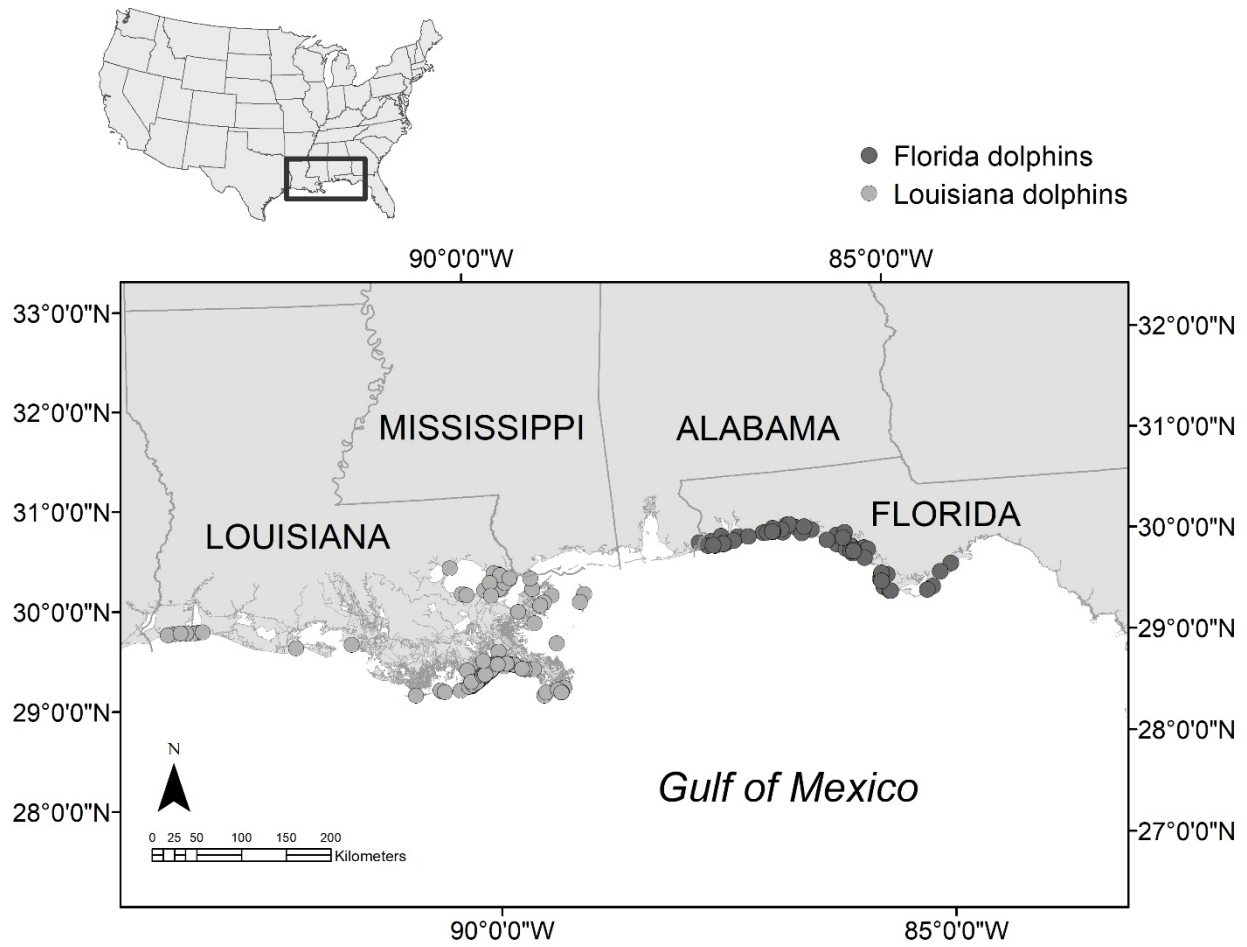 Florida dolphins
Louisiana dolphins
90°0'0"W 85°0'0"W
33°0'0"N
32°0'0"N
32°0'0"N
31°0'0"N
MISSISSIPPI ALABAMA
31°0'0"N
30°0'0"N
LOUISIANA FLORIDA
30°0'0"N
29°0'0"N
29°0'0"N
28°0'0"N
N
Gulf of Mexico
28°0'0"N
27°0'0"N
0 25 50 100 150 200
Kilometers
90°0'0"W 85°0'0"W